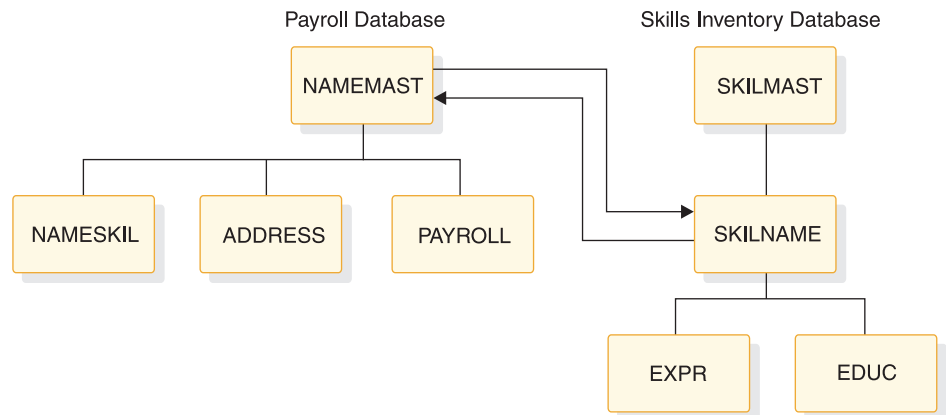 Payroll Database
Skills Inventory Database
NAMEMAST
SKILMAST
NAMESKIL
ADDRESS
PAYROLL
SKILNAME
EXPR
EDUC